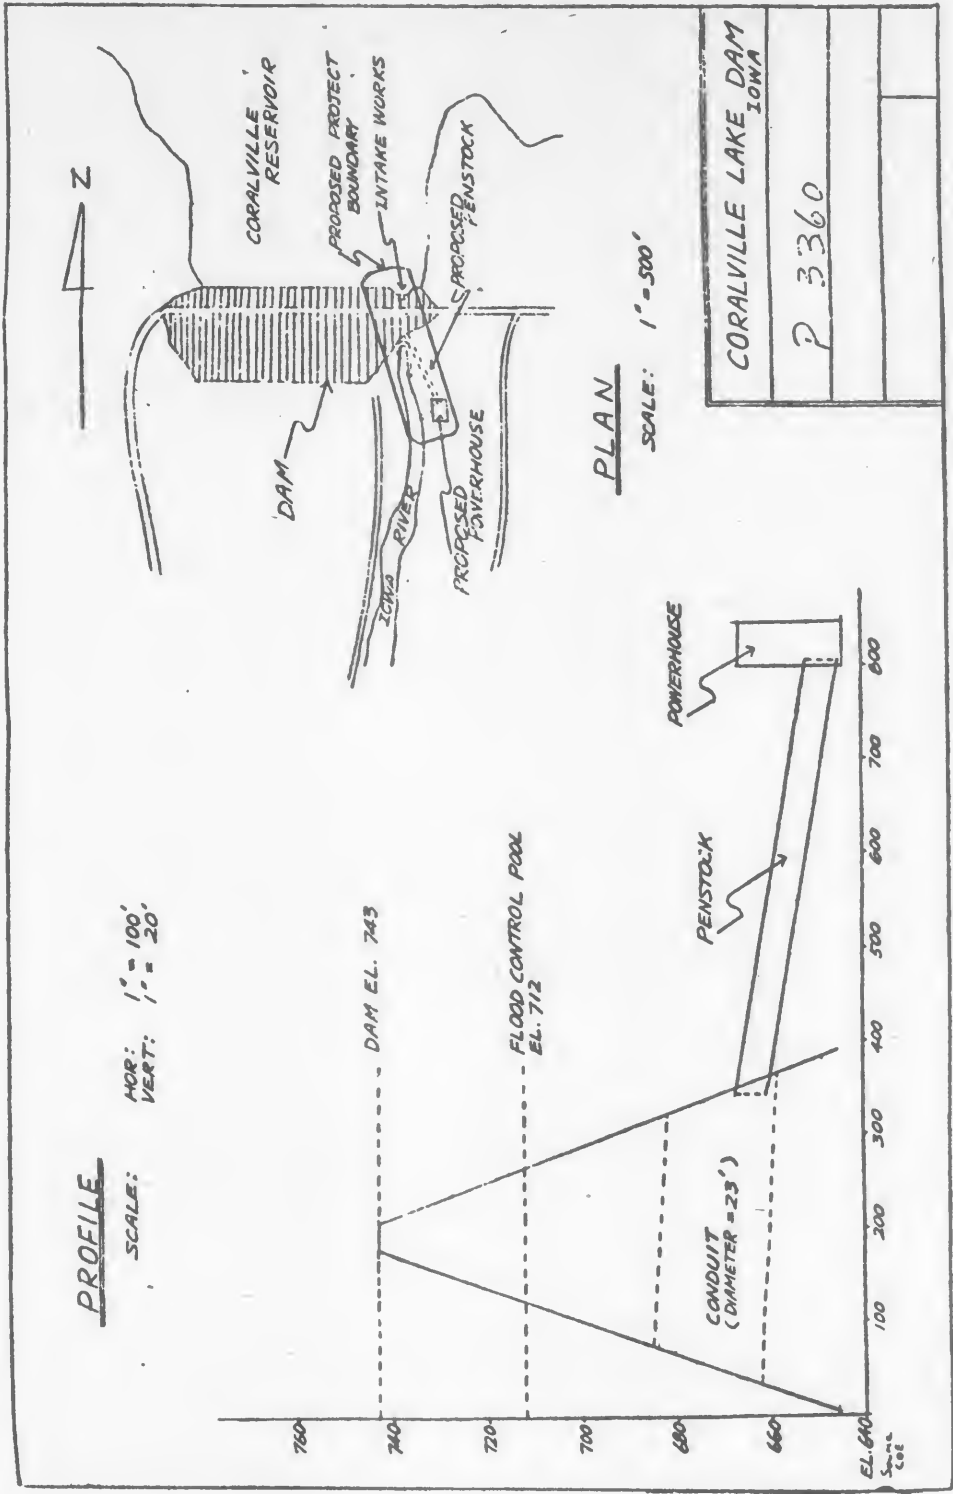 PROFILE
SCALE: HOR: 1" = 100'
VERT: 1" = 20'
DAM EL. 743
FLOOD CONTROL POOL
EL. 712
CONDUIT
(DIAMETER = 23')
PENSTOCK
POWERHOUSE
760
740
720
700
680
660
EL. 640
Source
COE
100
200
300
400
500
600
700
800
N
CORALVILLE
RESERVOIR
PROPOSED PROJECT
BOUNDARY
INTAKE WORKS
PROPOSED
PENSTOCK
DAM
IOWA RIVER
PROPOSED
POWERHOUSE
PLAN
SCALE: 1" = 500'
CORALVILLE LAKE DAM
IOWA
P 3360